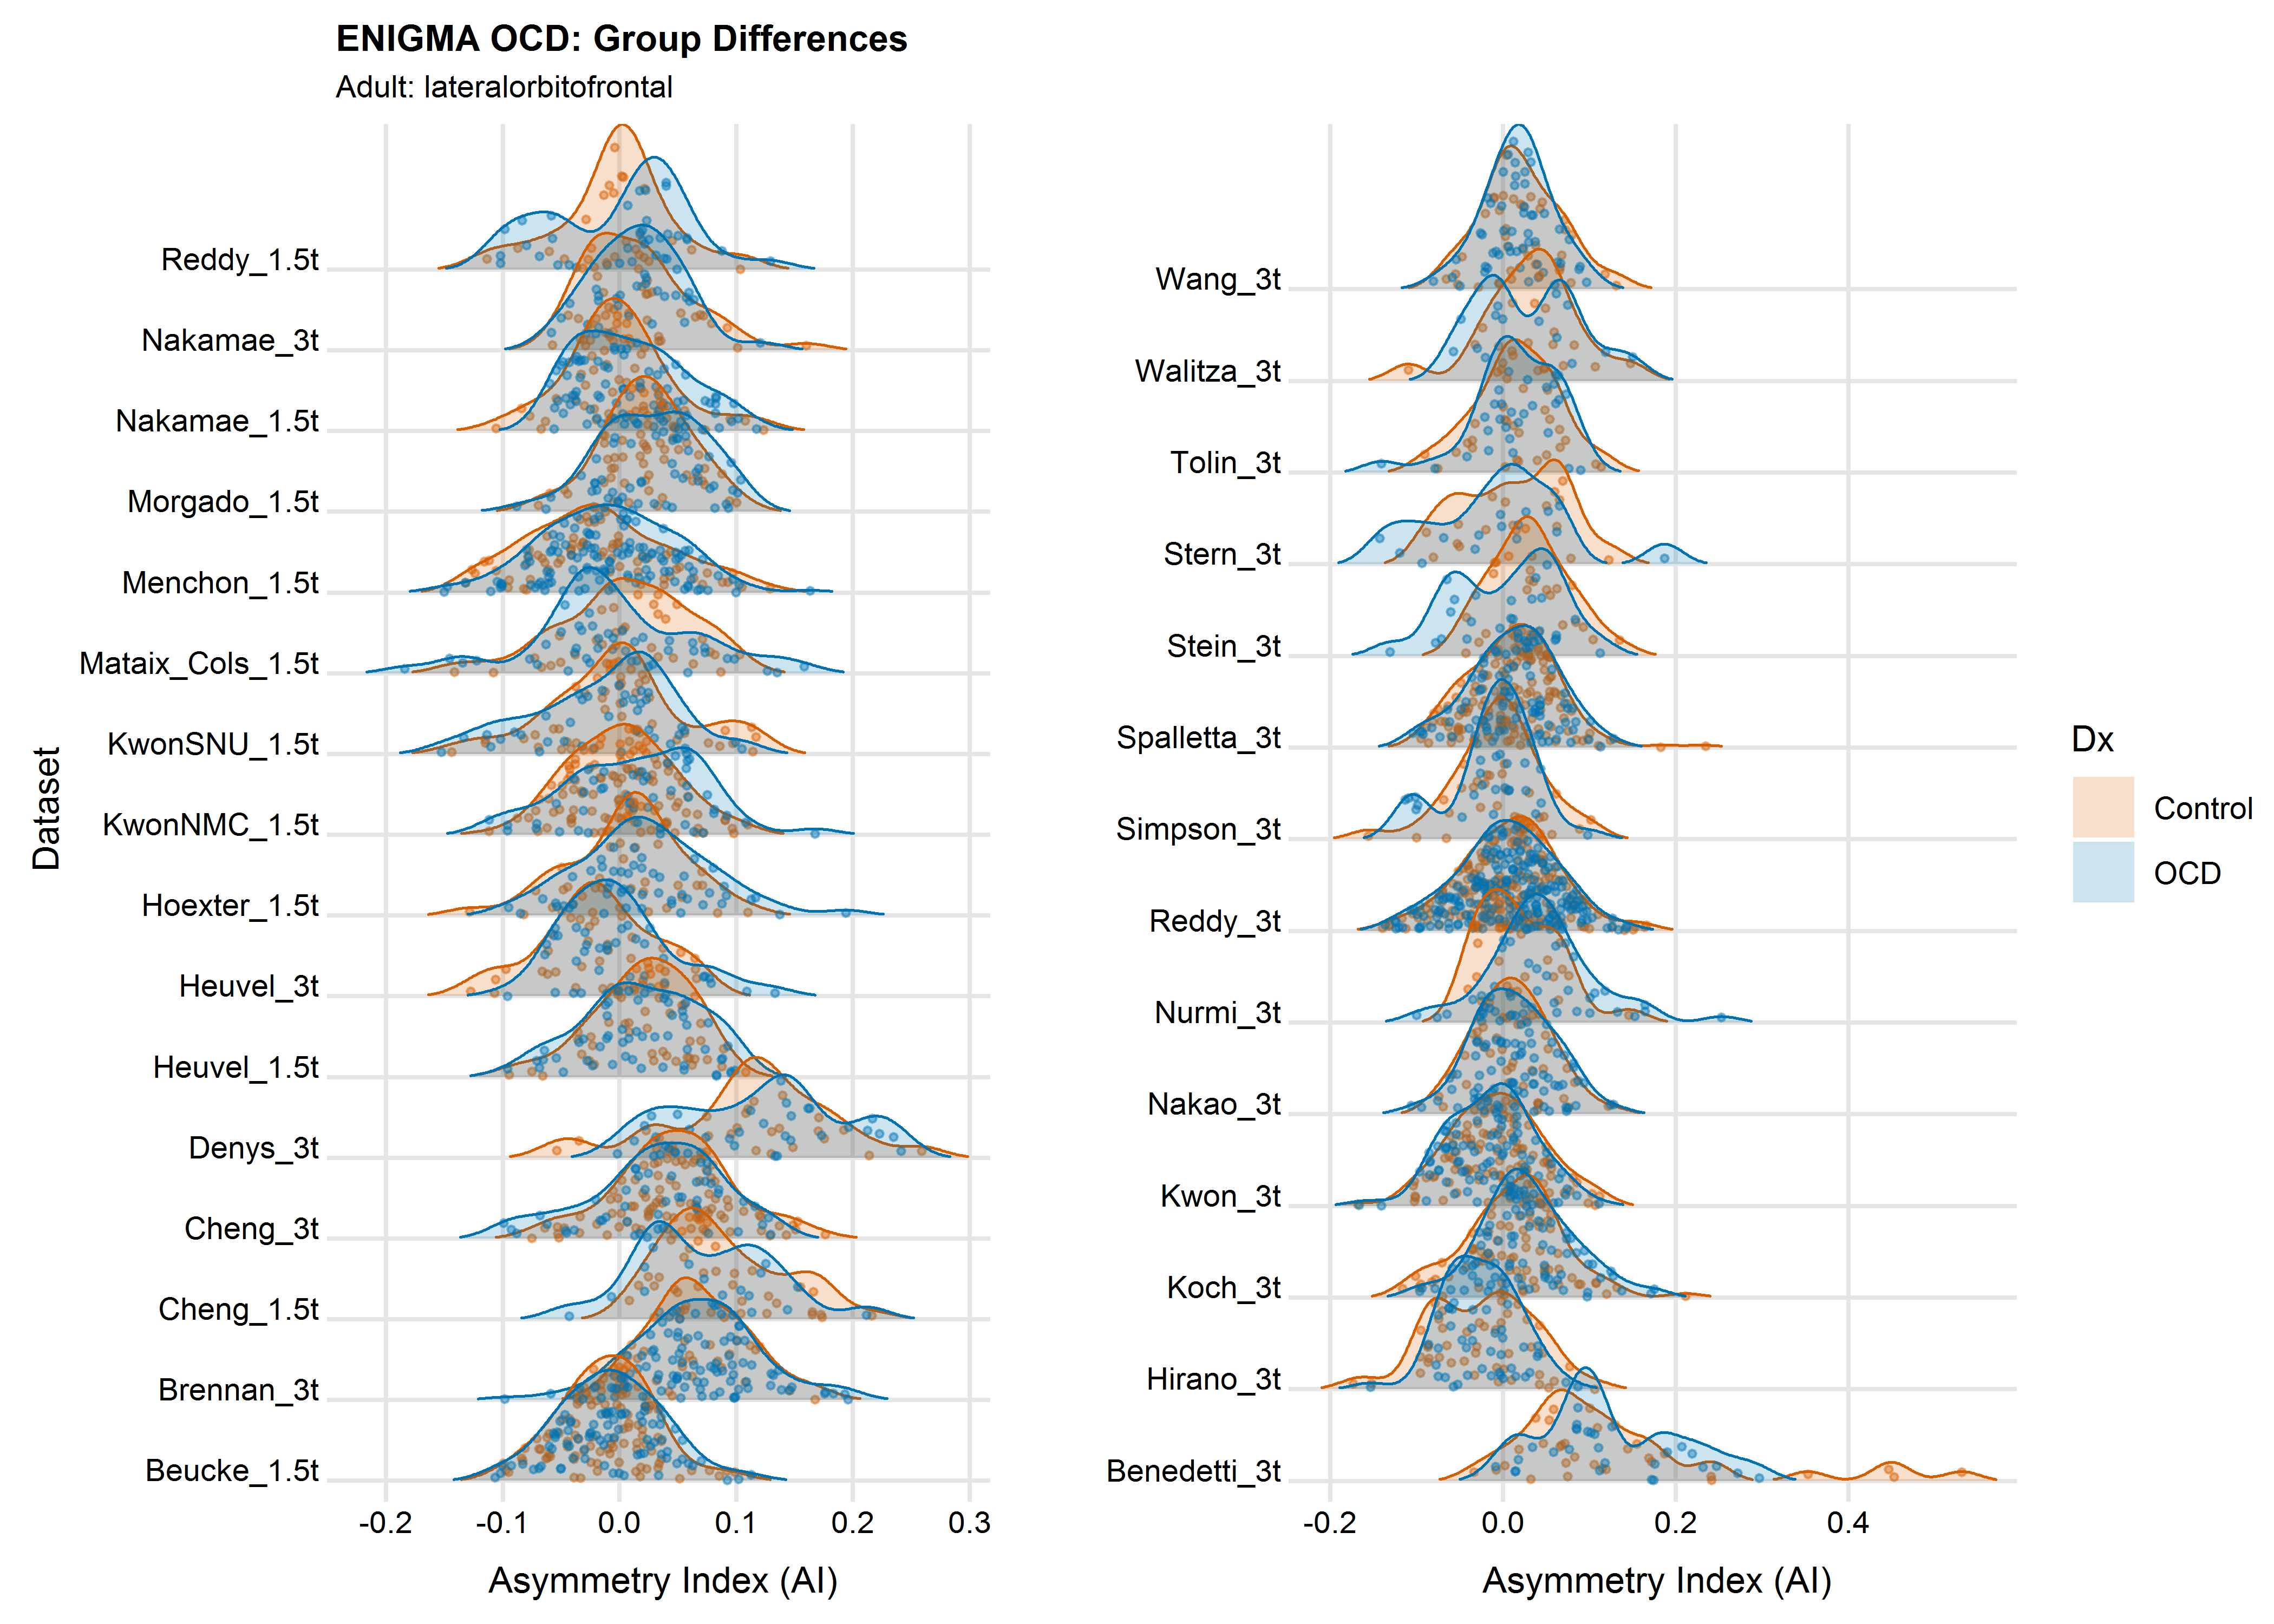 ENIGMA OCD: Group Differences
Adult: lateralorbitofrontal
Dataset
Reddy_1.5t
Nakamae_3t
Nakamae_1.5t
Morgado_1.5t
Menchon_1.5t
Mataix_Cols_1.5t
KwonSNU_1.5t
KwonNMC_1.5t
Hoexter_1.5t
Heuvel_3t
Heuvel_1.5t
Denys_3t
Cheng_3t
Cheng_1.5t
Brennan_3t
Beucke_1.5t
-0.2 -0.1 0.0 0.1 0.2 0.3
Asymmetry Index (AI)
Wang_3t
Walitza_3t
Tolin_3t
Stern_3t
Stein_3t
Spalletta_3t
Simpson_3t
Reddy_3t
Nurmi_3t
Nakao_3t
Kwon_3t
Koch_3t
Hirano_3t
Benedetti_3t
-0.2 0.0 0.2 0.4
Asymmetry Index (AI)
Dx
Control
OCD